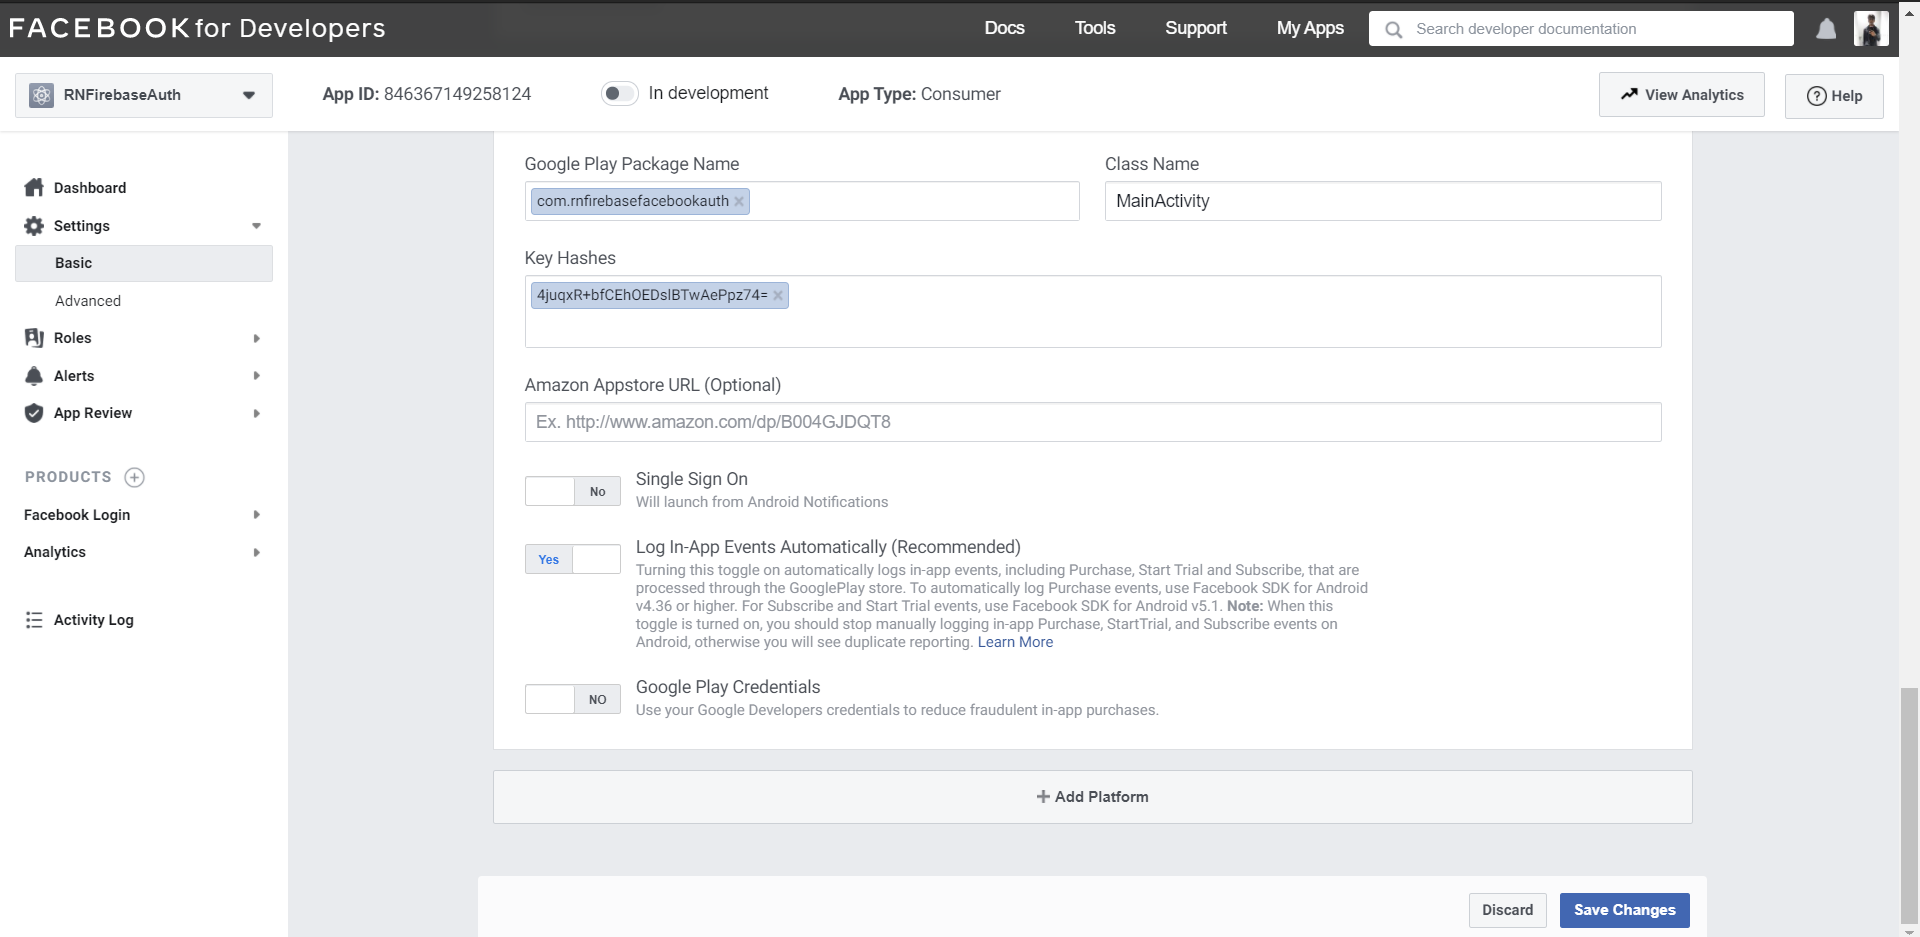 FACEBOOK for Developers
Docs
Tools
Support
My Apps
Search developer documentation
RNFirebaseAuth
App ID: 846367149258124
In development
App Type: Consumer
View Analytics
Help
Dashboard
Settings
Basic
Advanced
Roles
Alerts
App Review
PRODUCTS
Facebook Login
Analytics
Activity Log
Google Play Package Name
com.rnfirebasefacebookauth
Class Name
MainActivity
Key Hashes
4juqxR+bfCEhOEDslBTwAePpz74=
Amazon Appstore URL (Optional)
Ex. http://www.amazon.com/dp/B004GJDQT8
No
Single Sign On
Will launch from Android Notifications
Yes
Log In-App Events Automatically (Recommended)
Turning this toggle on automatically logs in-app events, including Purchase, Start Trial and Subscribe, that are
processed through the GooglePlay store. To automatically log Purchase events, use Facebook SDK for Android
v4.36 or higher. For Subscribe and Start Trial events, use Facebook SDK for Android v5.1. Note: When this
toggle is turned on, you should stop manually logging in-app Purchase, StartTrial, and Subscribe events on
Android, otherwise you will see duplicate reporting. Learn More
NO
Google Play Credentials
Use your Google Developers credentials to reduce fraudulent in-app purchases.
Add Platform
Discard
Save Changes